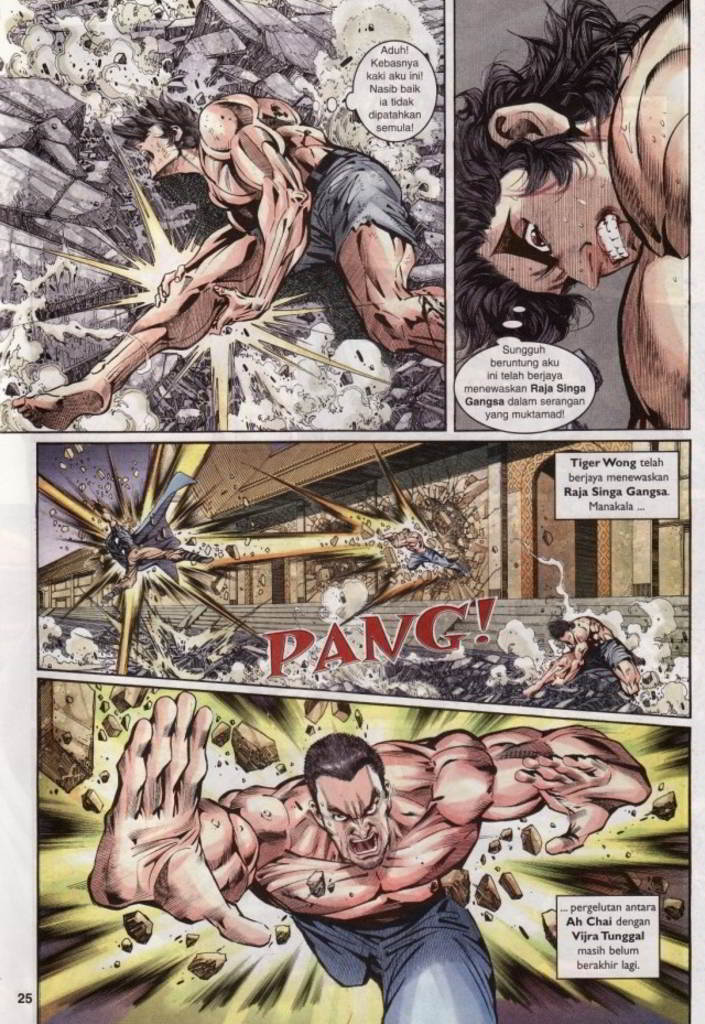 Aduh!
Kebasnya
kaki aku ini!
Nasib baik
ia tidak
dipatahkan
semula!
Sungguh
beruntung aku
ini telah berjaya
menewaskan Raja Singa
Gangsa dalam serangan
yang muktamad!
Tiger Wong telah
berjaya menewaskan
Raja Singa Gangsa.
Manakala ...
PANG!
... pergelutan antara
Ah Chai dengan
Vijra Tunggal
masih belum
berakhir lagi.
25